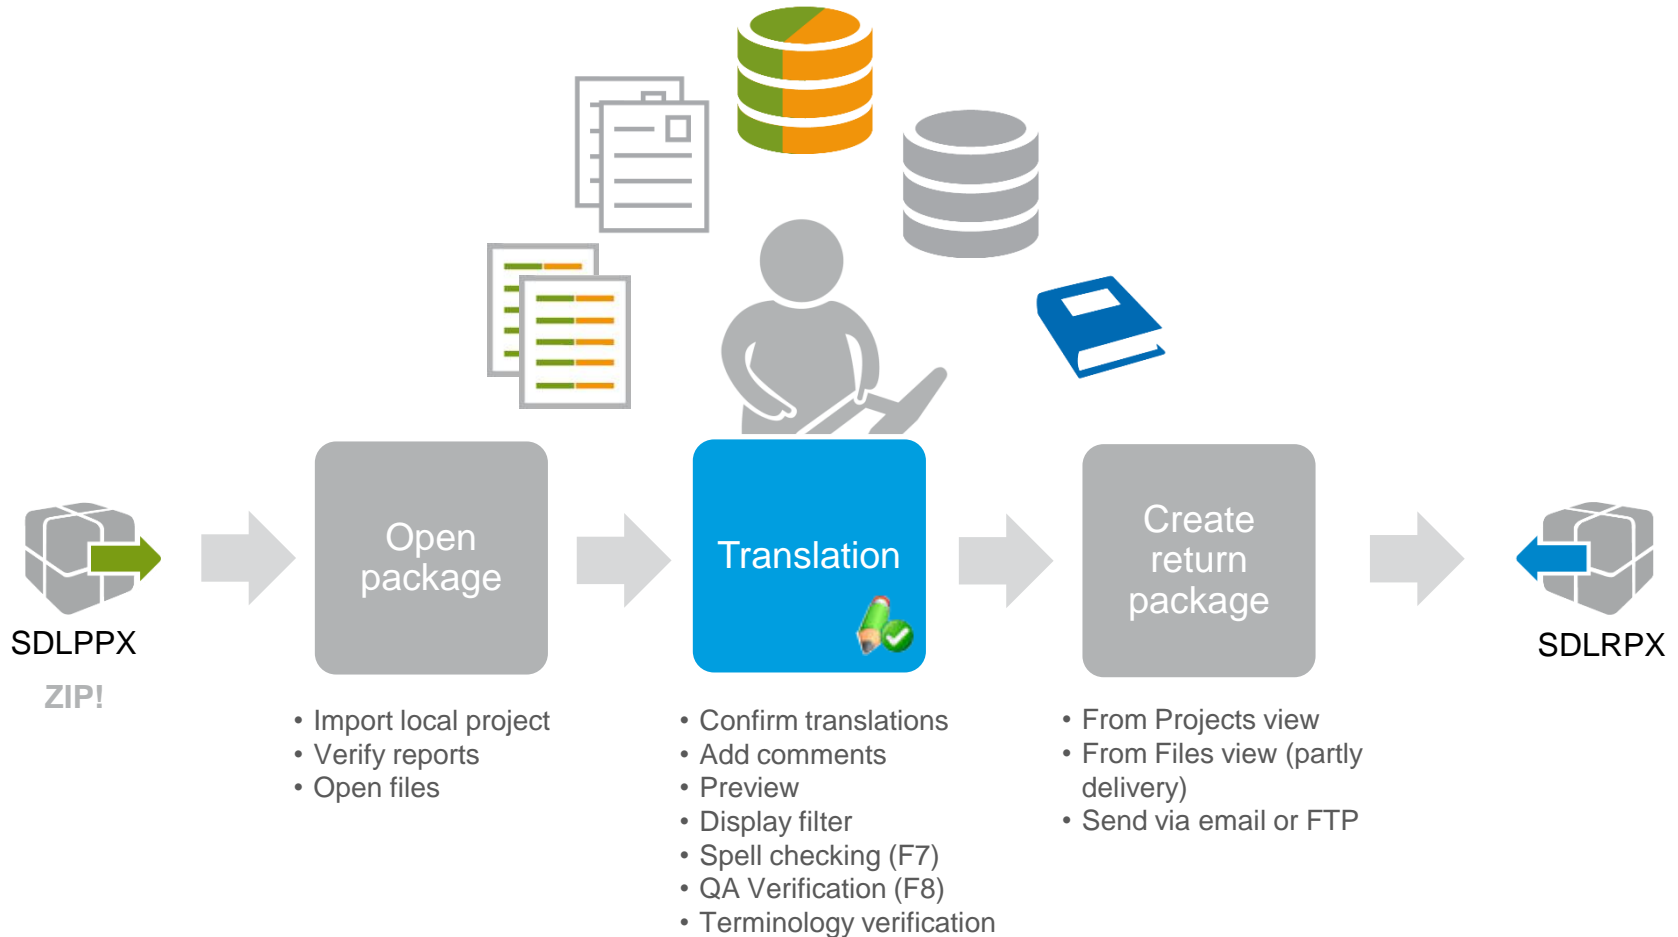 SDLPPX
ZIP!
Open
package
• Import local project
• Verify reports
• Open files
Translation
• Confirm translations
• Add comments
• Preview
• Display filter
• Spell checking (F7)
• QA Verification (F8)
• Terminology verification
Create
return
package
• From Projects view
• From Files view (partly
delivery)
• Send via email or FTP
SDLRPX